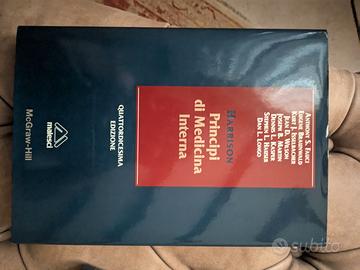 ANTHONY S. FAUCI
EUGENE BRAUNWALD
KURT J. ISSELBACHER
JEAN D. WILSON
JOSEPH B. MARTIN
DENNIS L. KASPER
STEPHEN L. HAUSER
DAN L. LONGO
HARRISON
Principi
di Medicina
Interna
QUATTORDICESIMA
EDIZIONE
malesci
McGraw-Hill
subito